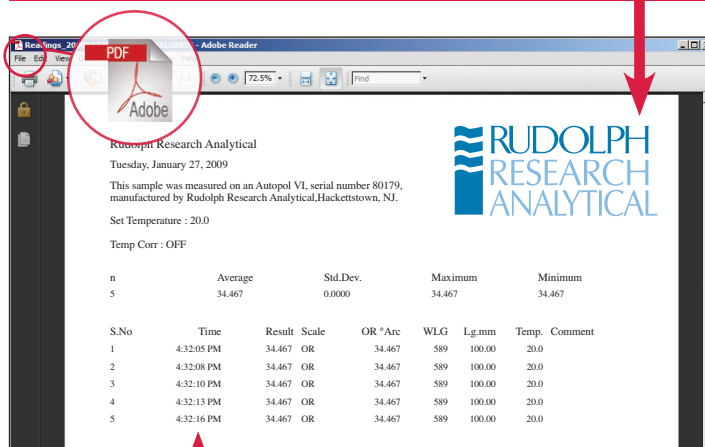 Readings_20 SECURED) - Adobe Reader
File Edit View
PDF
Adobe
/ 1 72.5% Find
RUDOLPH
RESEARCH
ANALYTICAL
Rudolph Research Analytical
Tuesday, January 27, 2009
This sample was measured on an Autopol VI, serial number 80179,
manufactured by Rudolph Research Analytical,Hackettstown, NJ.
Set Temperature : 20.0
Temp Corr : OFF
n Average Std.Dev. Maximum Minimum
5 34.467 0.0000 34.467 34.467
S.No Time Result Scale OR °Arc WLG Lg.mm Temp. Comment
1 4:32:05 PM 34.467 OR 34.467 589 100.00 20.0
2 4:32:08 PM 34.467 OR 34.467 589 100.00 20.0
3 4:32:10 PM 34.467 OR 34.467 589 100.00 20.0
4 4:32:13 PM 34.467 OR 34.467 589 100.00 20.0
5 4:32:16 PM 34.467 OR 34.467 589 100.00 20.0